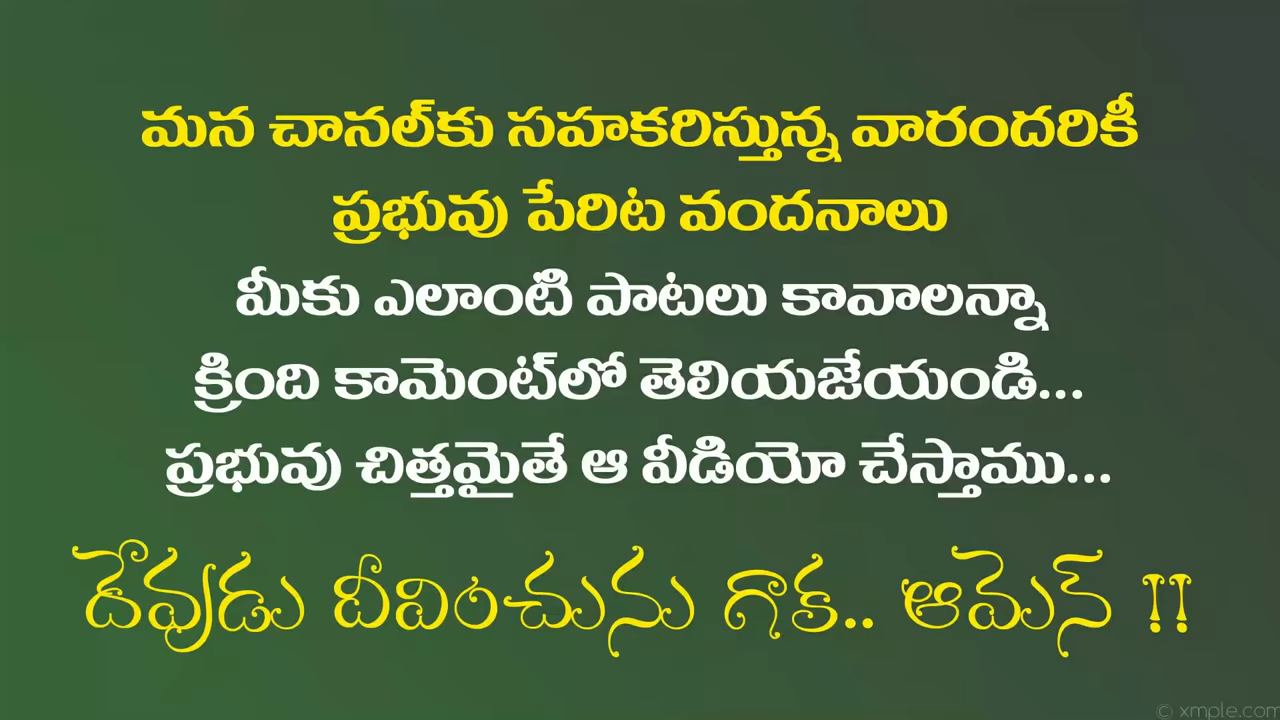 మన చానల్‌కు సహకరిస్తున్న వారందరికీ
ప్రభువు పేరిట వందనాలు
మీకు ఎలాంటి పాటలు కావాలన్నా
క్రింది కామెంట్‌లో తెలియజేయండి...
ప్రభువు చిత్తమైతే ఆ వీడియో చేస్తాము...
దేవుడు దీవించును గాక.. ఆమెన్ !!
© xmple.com